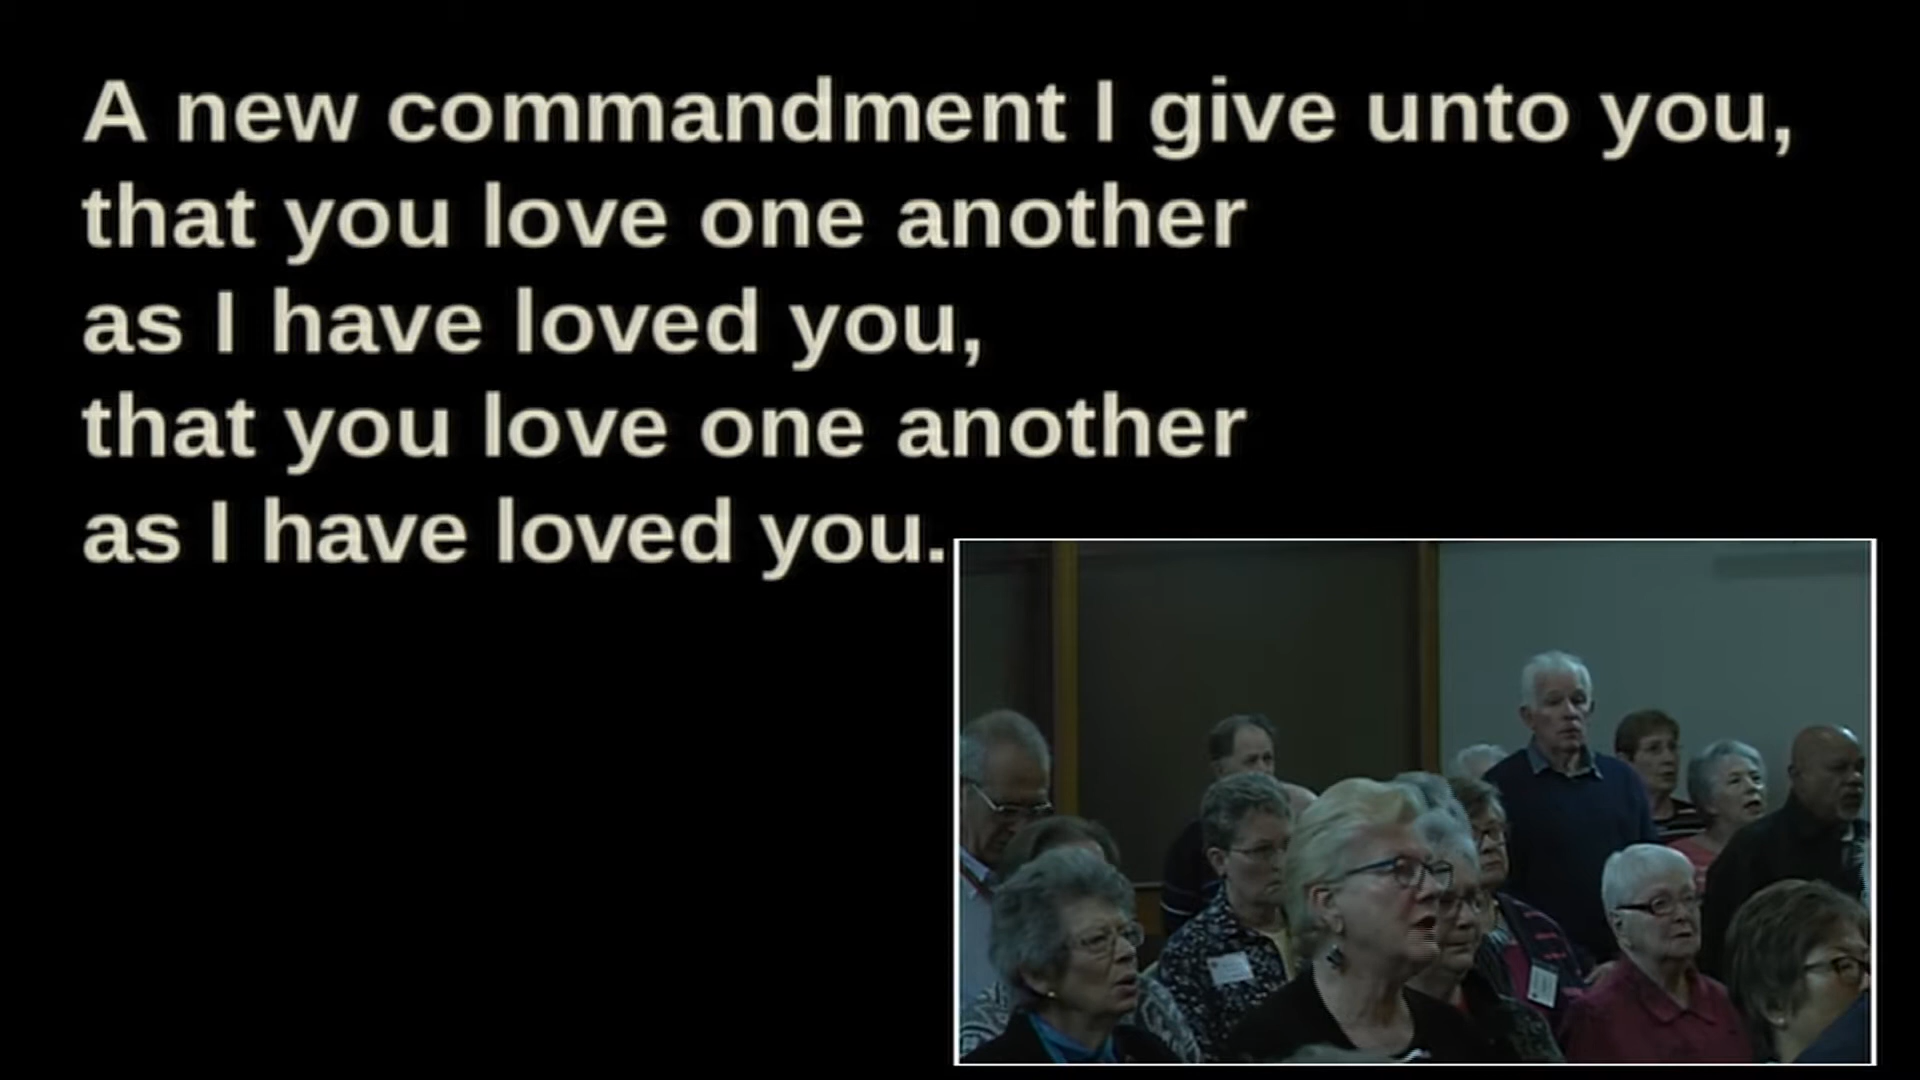 A new commandment I give unto you,
that you love one another
as I have loved you,
that you love one another
as I have loved you.